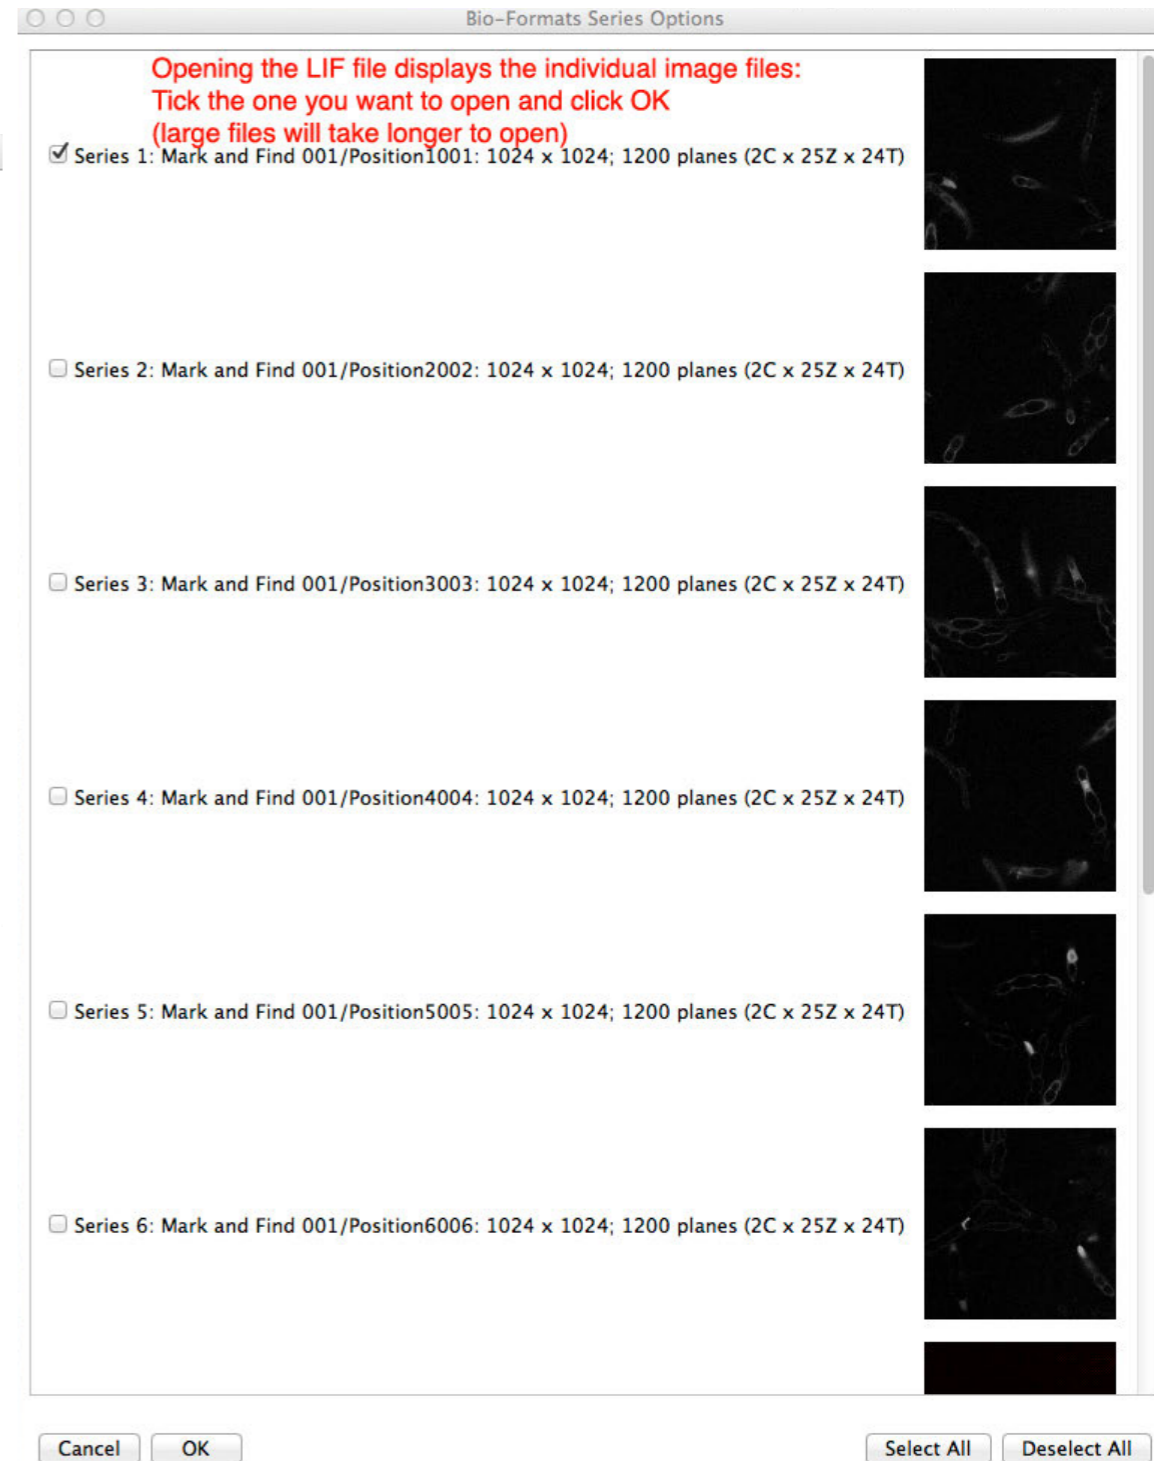 Bio-Formats Series Options
Opening the LIF file displays the individual image files:
Tick the one you want to open and click OK
(large files will take longer to open)
Series 1: Mark and Find 001/Position1001: 1024 x 1024; 1200 planes (2C x 25Z x 24T)
Series 2: Mark and Find 001/Position2002: 1024 x 1024; 1200 planes (2C x 25Z x 24T)
Series 3: Mark and Find 001/Position3003: 1024 x 1024; 1200 planes (2C x 25Z x 24T)
Series 4: Mark and Find 001/Position4004: 1024 x 1024; 1200 planes (2C x 25Z x 24T)
Series 5: Mark and Find 001/Position5005: 1024 x 1024; 1200 planes (2C x 25Z x 24T)
Series 6: Mark and Find 001/Position6006: 1024 x 1024; 1200 planes (2C x 25Z x 24T)
Cancel OK Select All Deselect All